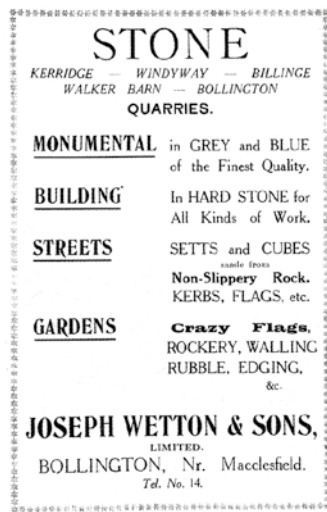 STONE
KERRIDGE — WINDYWAY — BILLINGE
WALKER BARN — BOLLINGTON
QUARRIES.
MONUMENTAL in GREY and BLUE
of the Finest Quality.
BUILDING In HARD STONE for
All Kinds of Work.
STREETS SETTS and CUBES
made from
Non-Slippery Rock.
KERBS, FLAGS, etc.
GARDENS Crazy Flags,
ROCKERY, WALLING
RUBBLE, EDGING,
&c.
JOSEPH WETTON & SONS,
LIMITED.
BOLLINGTON, Nr. Macclesfield.
Tel. No. 14.